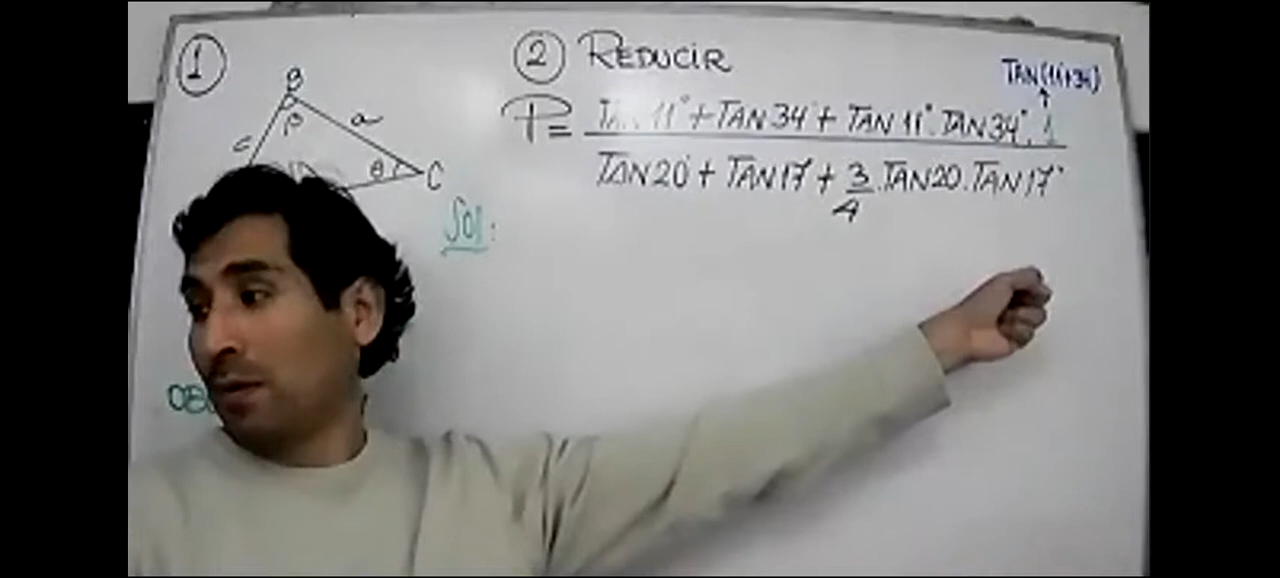 ① ② REDUCIR
TAN(11+34)
P= TAN 11° + TAN 34 + TAN 11°. TAN 34°. 1
TAN 20 + TAN 17 + 3/4 . TAN 20. TAN 17°
B
β a
c θ C
Sol: